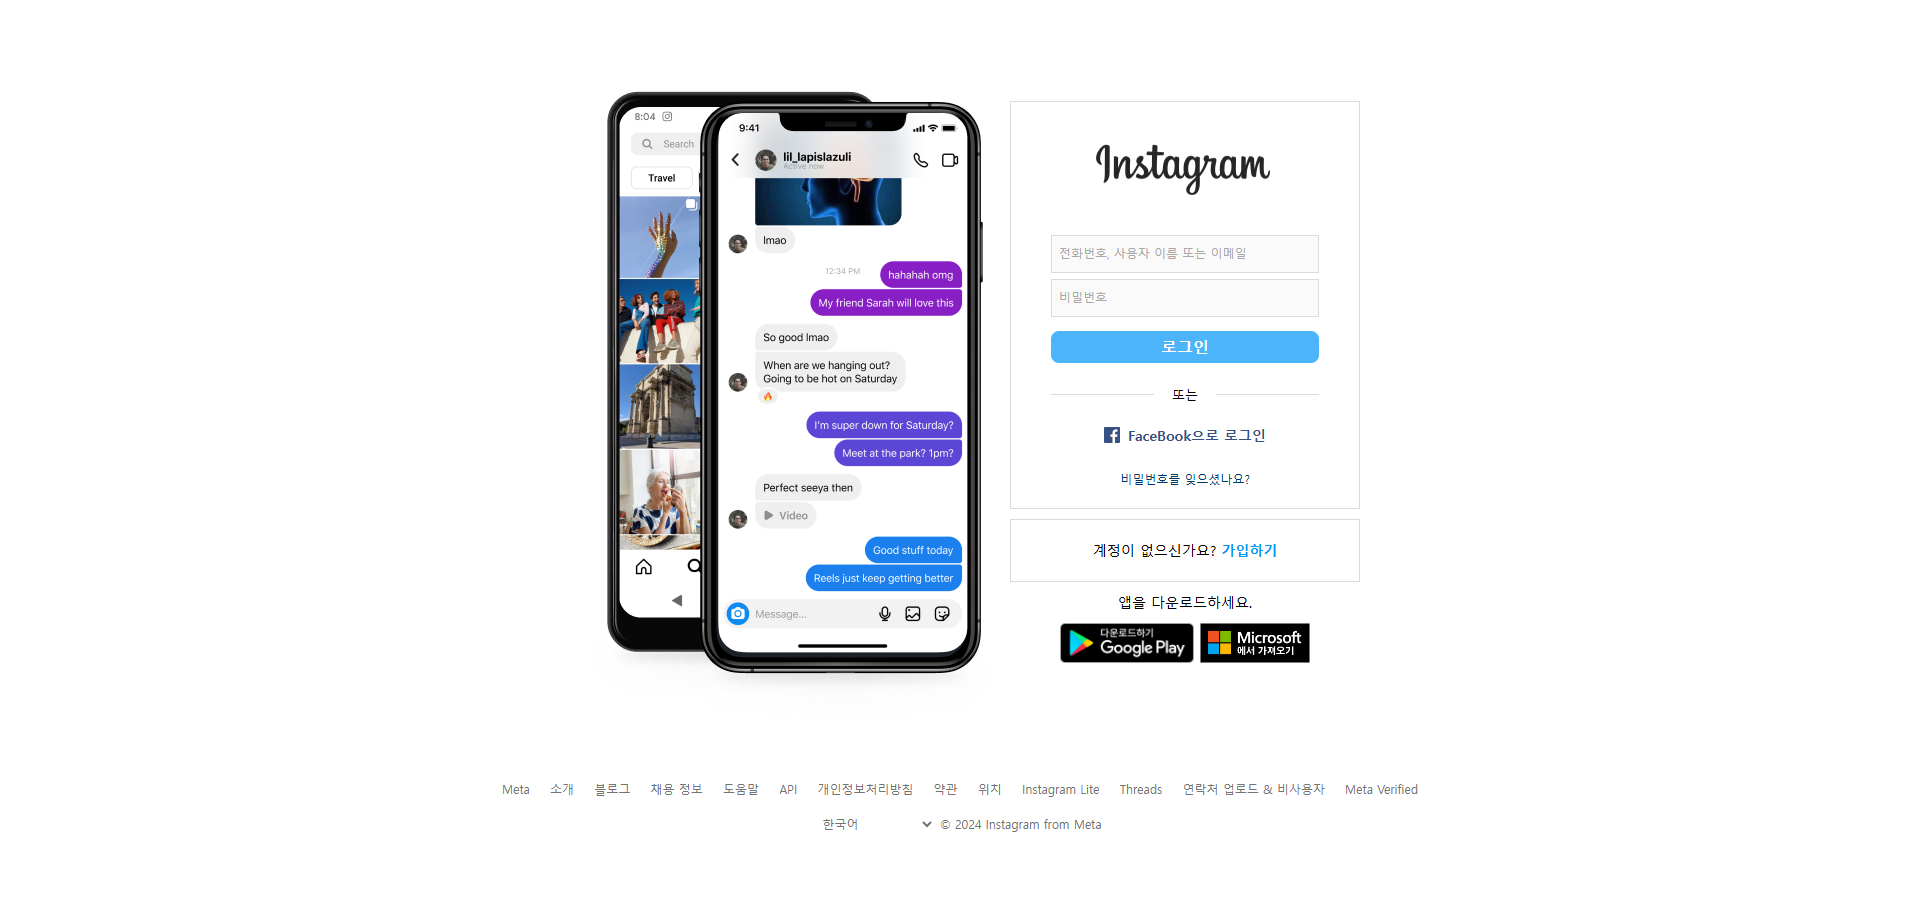 8:04
Search
Travel
9:41
lil_lapislazuli
Active now
lmao
12:34 PM
hahahah omg
My friend Sarah will love this
So good lmao
When are we hanging out?
Going to be hot on Saturday
I'm super down for Saturday?
Meet at the park? 1pm?
Perfect seeya then
Video
Good stuff today
Reels just keep getting better
Message...
Instagram
전화번호, 사용자 이름 또는 이메일
비밀번호
로그인
또는
FaceBook으로 로그인
비밀번호를 잊으셨나요?
계정이 없으신가요? 가입하기
앱을 다운로드하세요.
다운로드하기
Google Play
Microsoft
에서 가져오기
Meta 소개 블로그 채용 정보 도움말 API 개인정보처리방침 약관 위치 Instagram Lite Threads 연락처 업로드 & 비사용자 Meta Verified
한국어 © 2024 Instagram from Meta